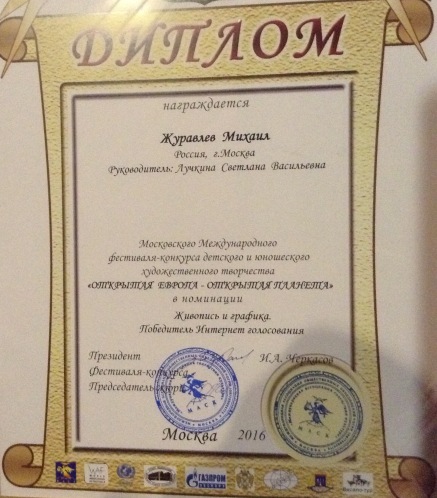 ДИПЛОМ
награждается
Журавлев Михаил
Россия, г.Москва
Руководитель: Лучкина Светлана Васильевна
Московского Международного
фестиваля-конкурса детского и юношеского
художественного творчества
«ОТКРЫТАЯ ЕВРОПА - ОТКРЫТАЯ ПЛАНЕТА»
в номинации
Живопись и графика.
Победитель Интернет голосования
Президент И.А. Черкасов
Фестиваля-конкурса
Председатель жюри
МАСК
Москва 2016
ГАЗПРОМ